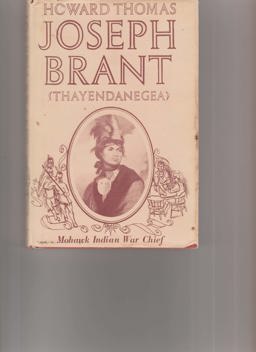 HOWARD THOMAS
JOSEPH
BRANT
(THAYENDANEGEA)
Mohawk Indian War Chief